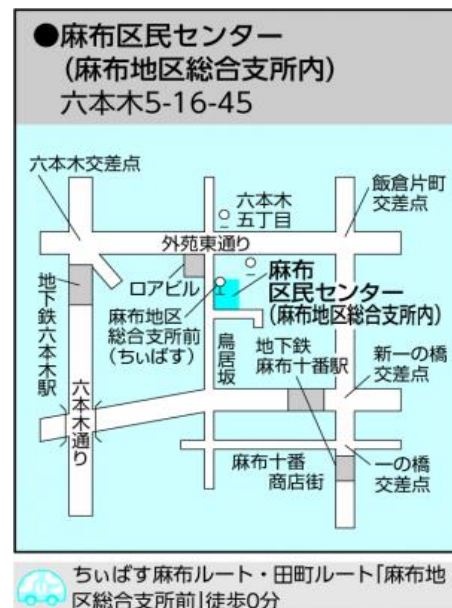 ●麻布区民センター
(麻布地区総合支所内)
六本木5-16-45
六本木交差点
飯倉片町
交差点
六本木
五丁目
外苑東通り
地下鉄六本木駅
ロアビル
麻布
区民センター
(麻布地区総合支所内)
麻布地区
総合支所前
(ちぃばす)
鳥居坂
地下鉄
麻布十番駅
新一の橋
交差点
六本木通り
麻布十番
商店街
一の橋
交差点
ちぃばす麻布ルート・田町ルート「麻布地
区総合支所前」徒歩0分